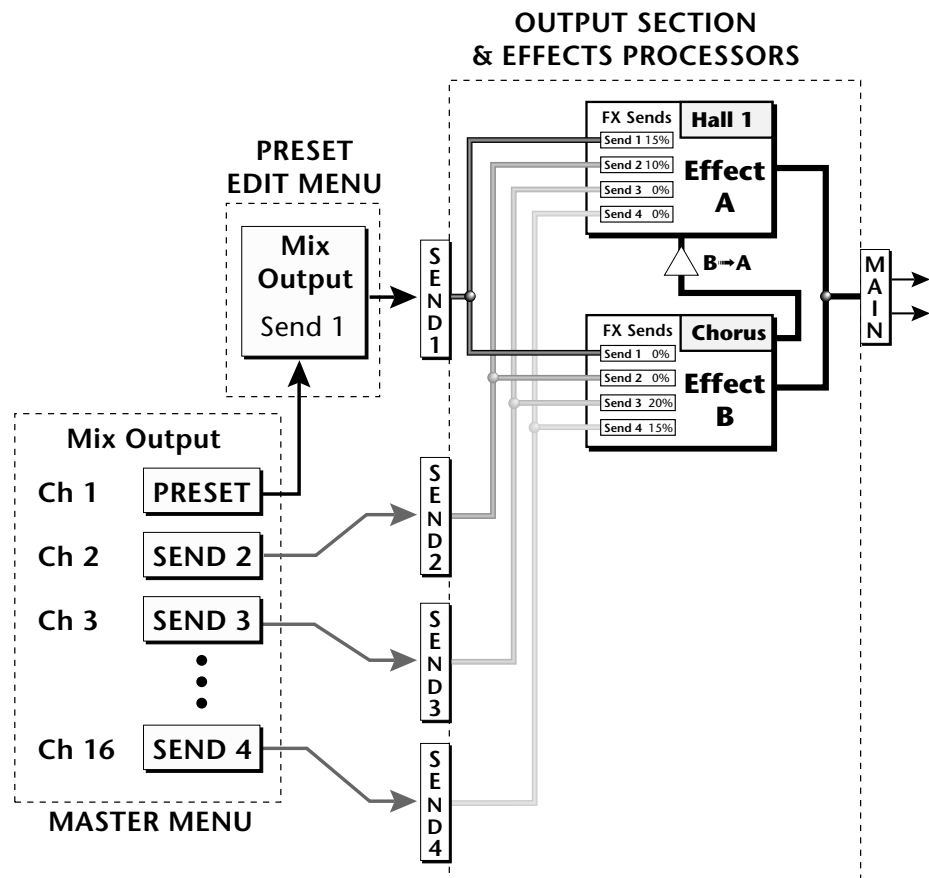 OUTPUT SECTION
& EFFECTS PROCESSORS
FX Sends
Hall 1
Send 1 15%
Send 2 10%
Send 3 0%
Send 4 0%
Effect
A
PRESET
EDIT MENU
Mix
Output
Send 1
SEND1
B→A
MAIN
FX Sends
Chorus
Send 1 0%
Send 2 0%
Send 3 20%
Send 4 15%
Effect
B
Mix Output
Ch 1 PRESET
Ch 2 SEND 2
Ch 3 SEND 3
Ch 16 SEND 4
MASTER MENU
SEND2
SEND3
SEND4